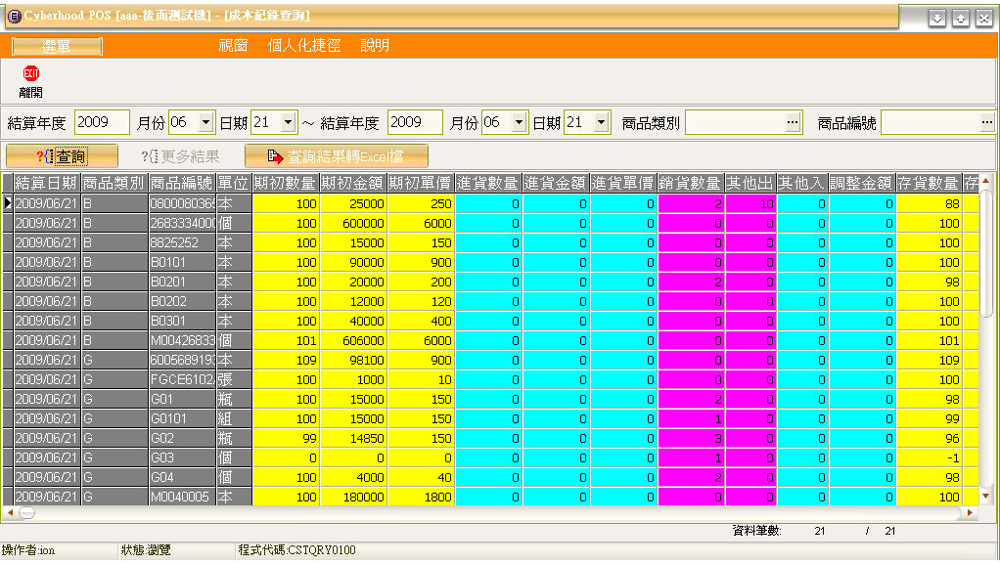 Cyberhood POS [aaa-後面測試機] - [成本紀錄查詢]
選單 視窗 個人化捷徑 說明
EXIT
離開
結算年度 2009 月份 06 日期 21 ~ 結算年度 2009 月份 06 日期 21 商品類別 ... 商品編號 ...
?{}查詢 ?{}更多結果 查詢結果轉Excel檔
結算日期 商品類別 商品編號 單位 期初數量 期初金額 期初單價 進貨數量 進貨金額 進貨單價 銷貨數量 其他出 其他入 調整金額 存貨數量 存
2009/06/21 B 0800080365 本 100 25000 250 0 0 0 2 10 0 0 88
2009/06/21 B 2683334000 個 100 600000 6000 0 0 0 0 0 0 0 100
2009/06/21 B 8825252 本 100 15000 150 0 0 0 0 0 0 0 100
2009/06/21 B B0101 本 100 90000 900 0 0 0 0 0 0 0 100
2009/06/21 B B0201 本 100 20000 200 0 0 0 2 0 0 0 98
2009/06/21 B B0202 本 100 12000 120 0 0 0 0 0 0 0 100
2009/06/21 B B0301 本 100 40000 400 0 0 0 0 0 0 0 100
2009/06/21 B M00426833 個 101 606000 6000 0 0 0 0 0 0 0 101
2009/06/21 G 6005689193 本 109 98100 900 0 0 0 0 0 0 0 109
2009/06/21 G FGCE6102 張 100 1000 10 0 0 0 0 0 0 0 100
2009/06/21 G G01 瓶 100 15000 150 0 0 0 2 0 0 0 98
2009/06/21 G G0101 組 100 15000 150 0 0 0 1 0 0 0 99
2009/06/21 G G02 瓶 99 14850 150 0 0 0 3 0 0 0 96
2009/06/21 G G03 個 0 0 0 0 0 0 1 0 0 0 -1
2009/06/21 G G04 個 100 4000 40 0 0 0 2 0 0 0 98
2009/06/21 G M0040005 本 100 180000 1800 0 0 0 0 0 0 0 100
資料筆數: 21 / 21
操作者:ion 狀態:瀏覽 程式代碼:CSTQRY0100